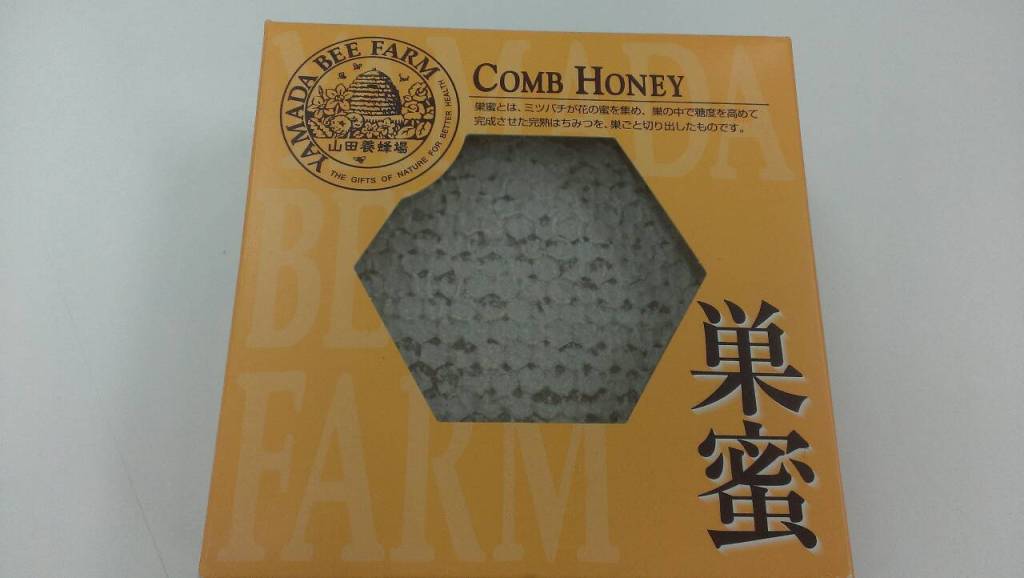 YAMADA BEE FARM
山田養蜂場
THE GIFTS OF NATURE FOR BETTER HEALTH
COMB HONEY
巣蜜とは、ミツバチが花の蜜を集め、巣の中で糖度を高めて
完成させた完熟はちみつを、巣ごと切り出したものです。
YAMADA
BEE
FARM
巣蜜